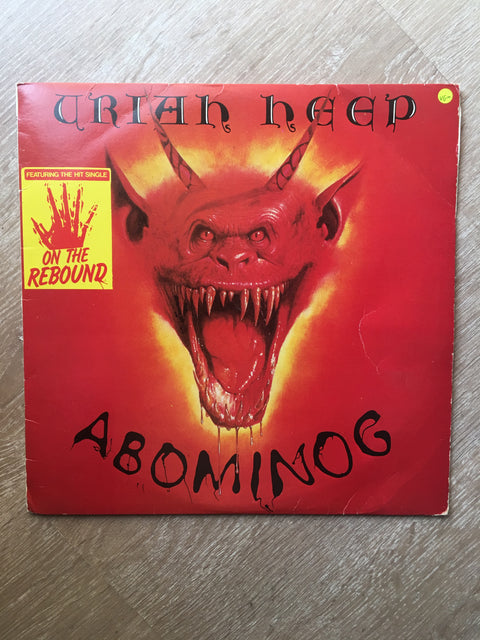 URIAH HEEP
FEATURING THE HIT SINGLE
ON THE
REBOUND
ABOMINOG